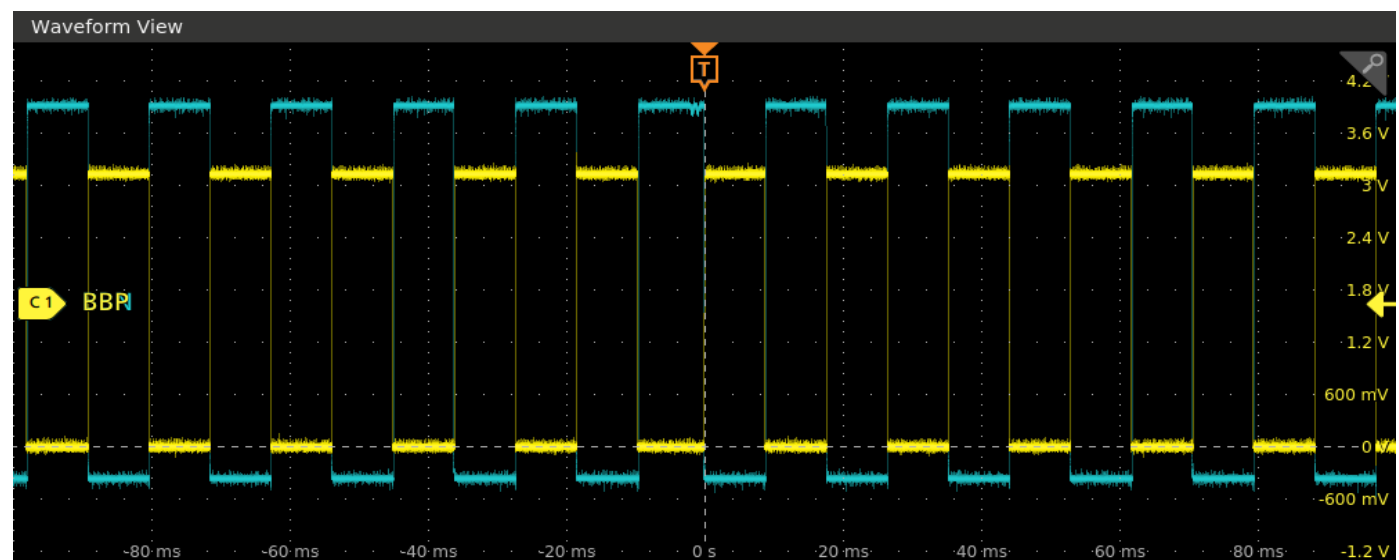 Waveform View
T
4.2
3.6 V
3 V
2.4 V
C 1 BBP
1.8 V
1.2 V
600 mV
0 V
-600 mV
-80 ms -60 ms -40 ms -20 ms 0 s 20 ms 40 ms 60 ms 80 ms -1.2 V